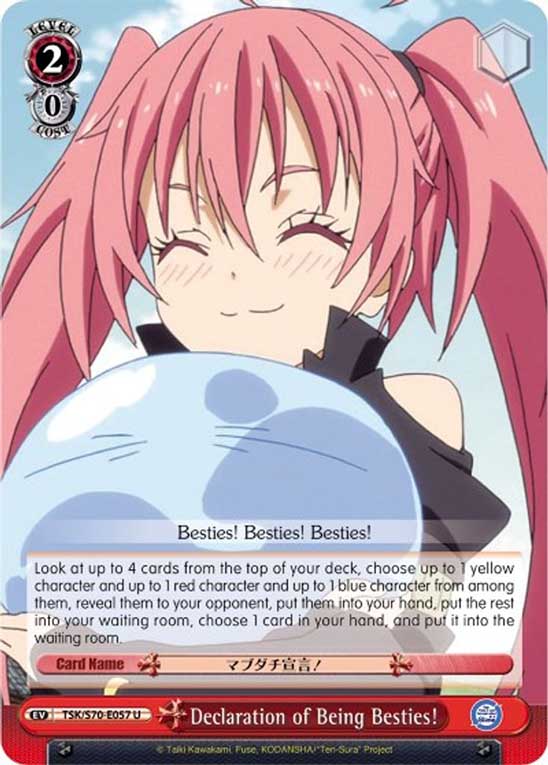 LEVEL
2
0
COST
Besties! Besties! Besties!
Look at up to 4 cards from the top of your deck, choose up to 1 yellow
character and up to 1 red character and up to 1 blue character from among
them, reveal them to your opponent, put them into your hand, put the rest
into your waiting room, choose 1 card in your hand, and put it into the
waiting room.
Card Name マブダチ宣言!
EV TSK/S70-E057 U Declaration of Being Besties!
© Taiki Kawakami, Fuse, KODANSHA/"Ten-Sura" Project